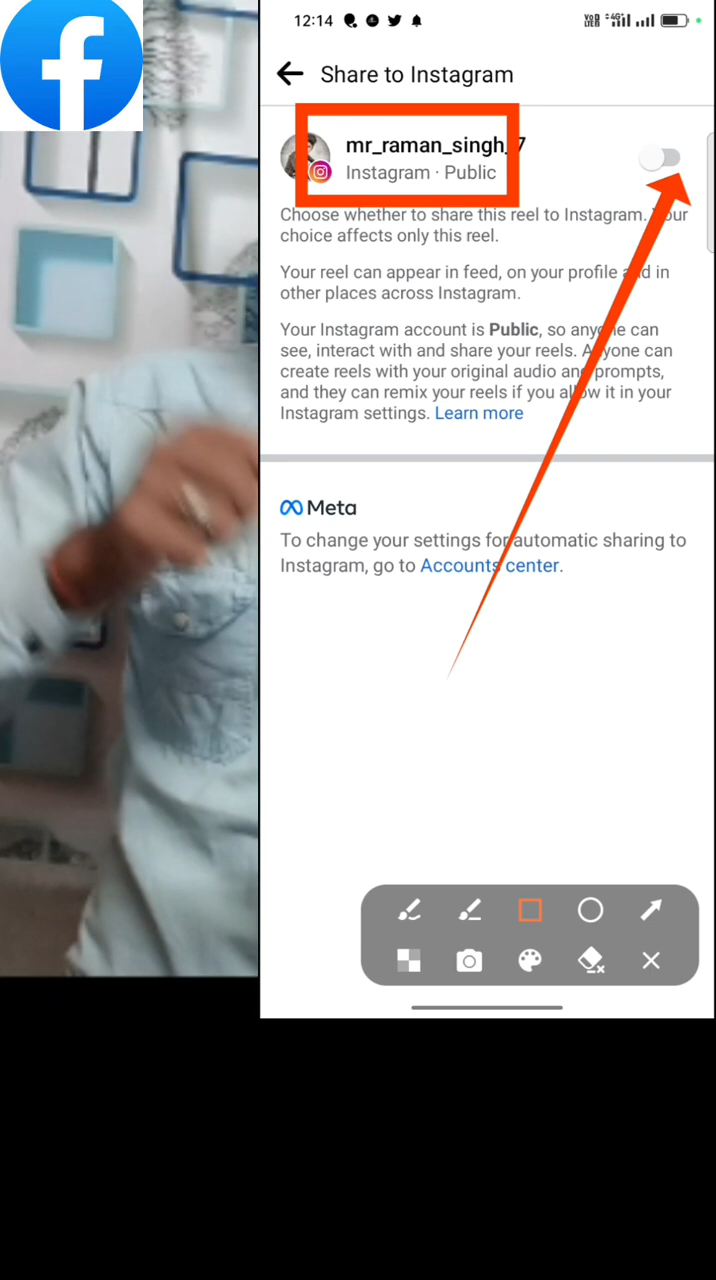 12:14
VoD
LTE
4G
Share to Instagram
mr_raman_singh_7
Instagram · Public
Choose whether to share this reel to Instagram. Your
choice affects only this reel.
Your reel can appear in feed, on your profile and in
other places across Instagram.
Your Instagram account is Public, so anyone can
see, interact with and share your reels. Anyone can
create reels with your original audio and prompts,
and they can remix your reels if you allow it in your
Instagram settings. Learn more
Meta
To change your settings for automatic sharing to
Instagram, go to Accounts center.